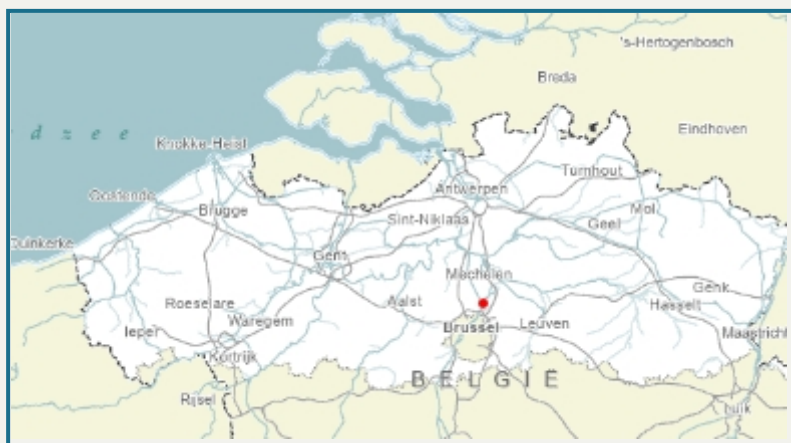 's-Hertogenbosch
Breda
Eindhoven
dzee
Knokke-Heist
Turnhout
Antwerpen
Oostende
Brugge
Sint-Niklaas
Mol
Geel
Duinkerke
Gent
Mechelen
Genk
Roeselare
Aalst
Hasselt
Waregem
Ieper
Brussel
Leuven
Maastricht
Kortrijk
BELGIË
Rijsel
Luik